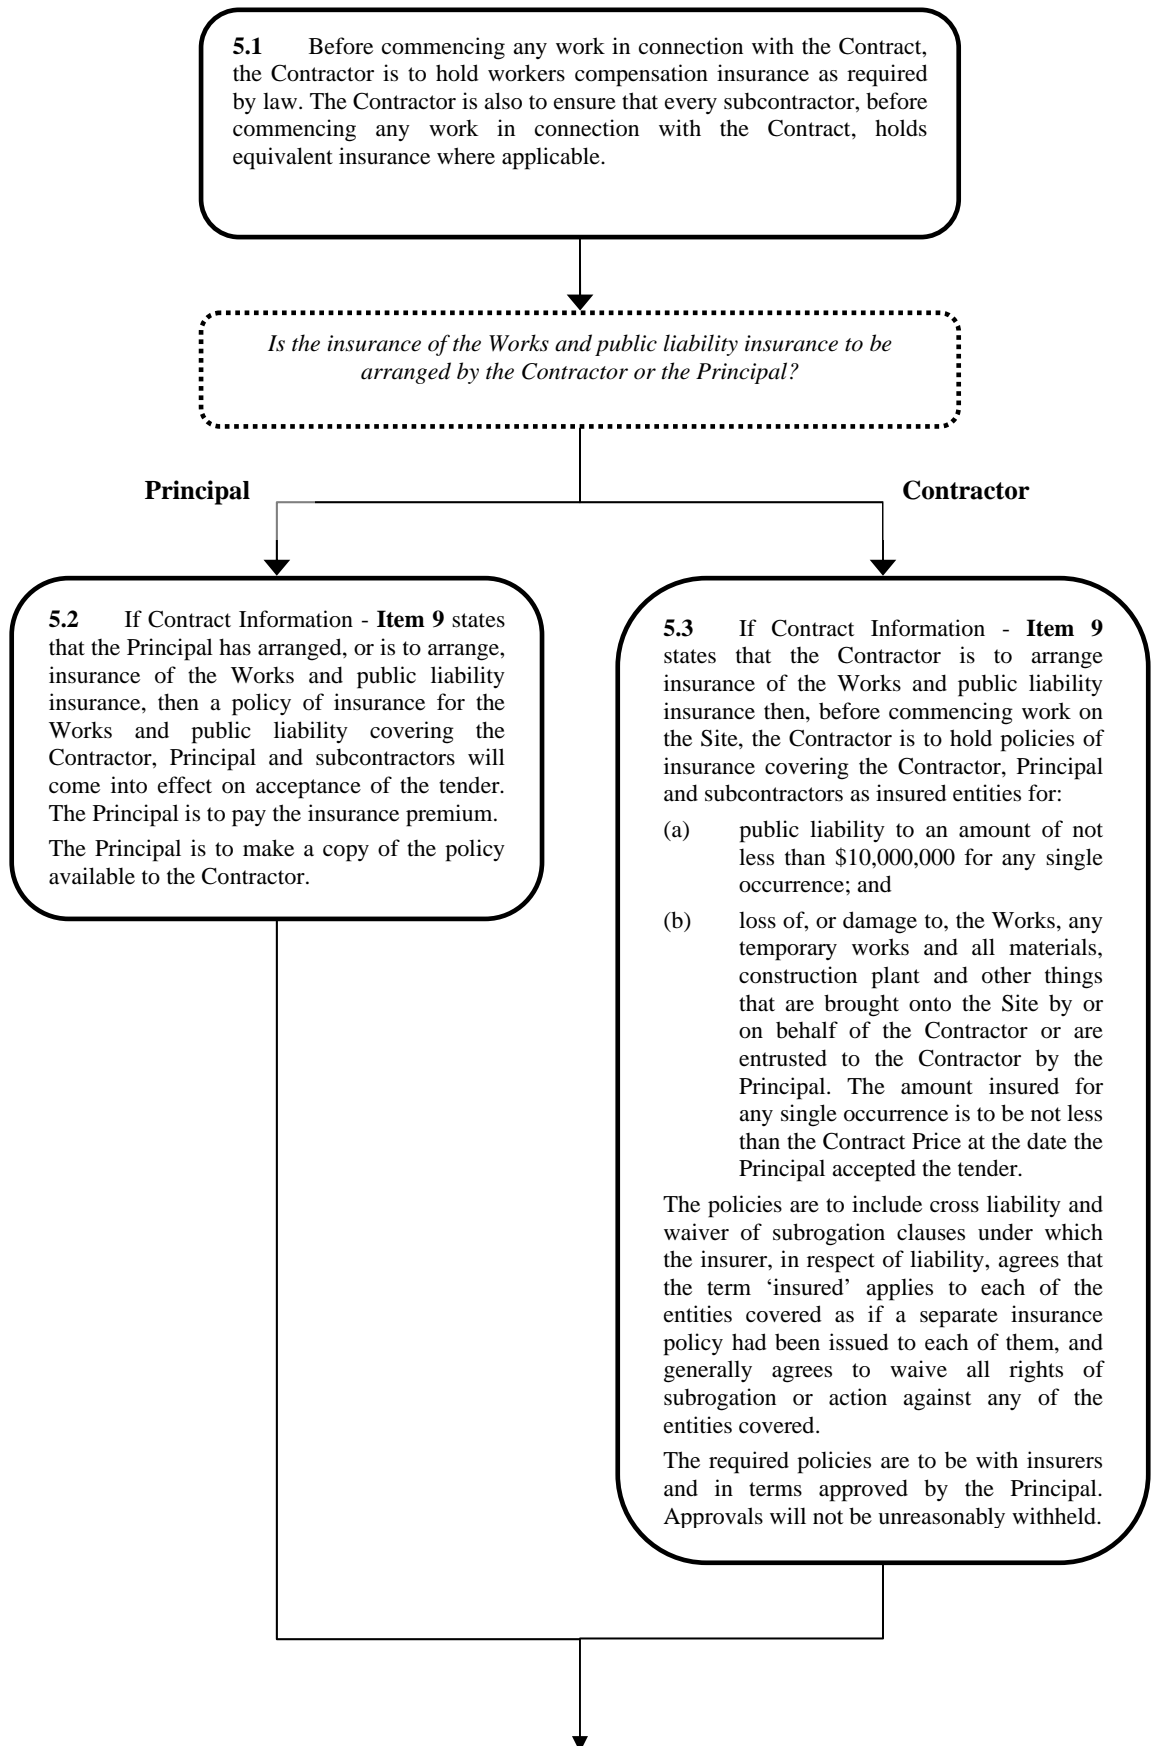 5.1 Before commencing any work in connection with the Contract,
the Contractor is to hold workers compensation insurance as required
by law. The Contractor is also to ensure that every subcontractor, before
commencing any work in connection with the Contract, holds
equivalent insurance where applicable.
Is the insurance of the Works and public liability insurance to be
arranged by the Contractor or the Principal?
Principal
Contractor
5.2 If Contract Information - Item 9 states
that the Principal has arranged, or is to arrange,
insurance of the Works and public liability
insurance, then a policy of insurance for the
Works and public liability covering the
Contractor, Principal and subcontractors will
come into effect on acceptance of the tender.
The Principal is to pay the insurance premium.
The Principal is to make a copy of the policy
available to the Contractor.
5.3 If Contract Information - Item 9
states that the Contractor is to arrange
insurance of the Works and public liability
insurance then, before commencing work on
the Site, the Contractor is to hold policies of
insurance covering the Contractor, Principal
and subcontractors as insured entities for:
(a) public liability to an amount of not
less than $10,000,000 for any single
occurrence; and
(b) loss of, or damage to, the Works, any
temporary works and all materials,
construction plant and other things
that are brought onto the Site by or
on behalf of the Contractor or are
entrusted to the Contractor by the
Principal. The amount insured for
any single occurrence is to be not less
than the Contract Price at the date the
Principal accepted the tender.
The policies are to include cross liability and
waiver of subrogation clauses under which
the insurer, in respect of liability, agrees that
the term ‘insured’ applies to each of the
entities covered as if a separate insurance
policy had been issued to each of them, and
generally agrees to waive all rights of
subrogation or action against any of the
entities covered.
The required policies are to be with insurers
and in terms approved by the Principal.
Approvals will not be unreasonably withheld.